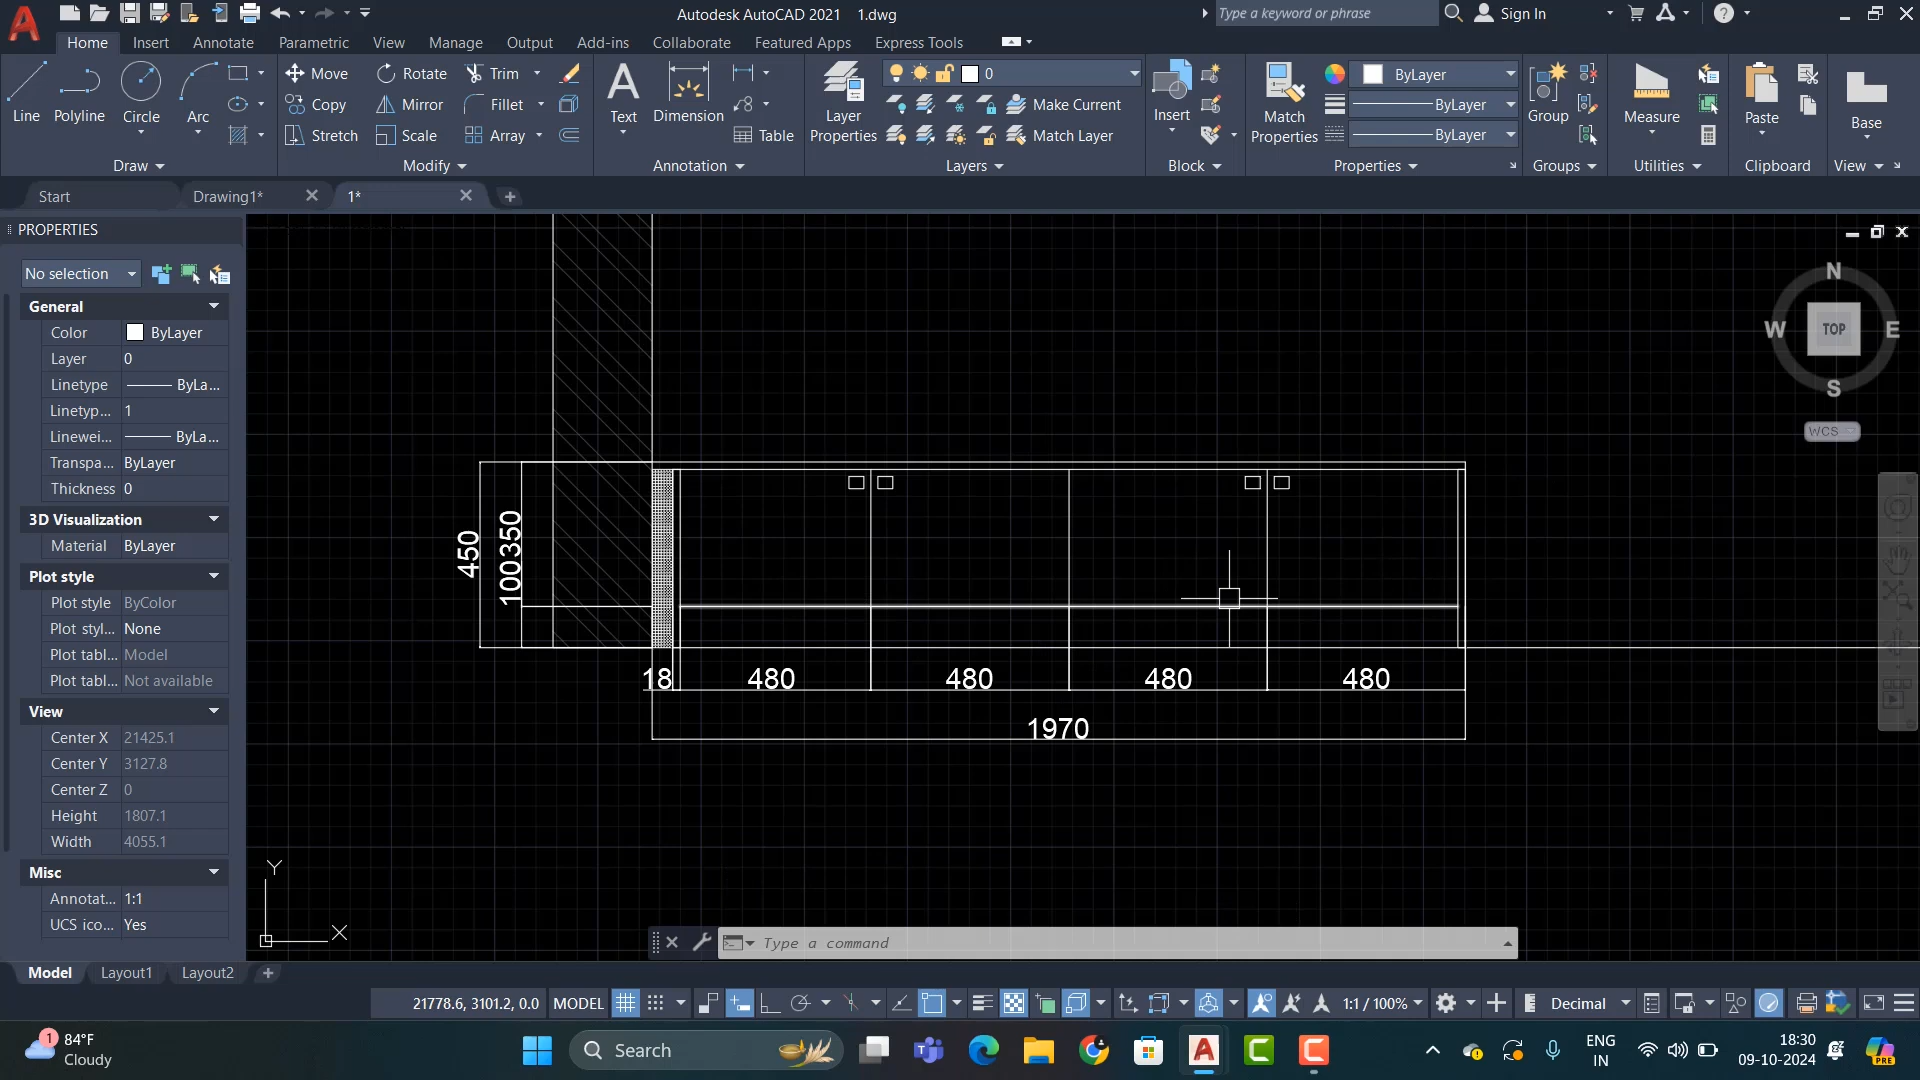 Autodesk AutoCAD 2021 1.dwg
Type a keyword or phrase
Sign In
Home Insert Annotate Parametric View Manage Output Add-ins Collaborate Featured Apps Express Tools
Line Polyline Circle Arc
Draw
Move Rotate Trim
Copy Mirror Fillet
Stretch Scale Array
Modify
Text Dimension Table
Annotation
Layer Properties
0
Make Current
Match Layer
Layers
Insert
Block
Match Properties
ByLayer
ByLayer
ByLayer
Properties
Group
Groups
Measure
Utilities
Paste
Clipboard
Base
View
Start Drawing1* 1*
PROPERTIES
No selection
General
Color ByLayer
Layer 0
Linetype ByLa...
Linetyp... 1
Linewei... ByLa...
Transpa... ByLayer
Thickness 0
3D Visualization
Material ByLayer
Plot style
Plot style ByColor
Plot styl... None
Plot tabl... Model
Plot tabl... Not available
View
Center X 21425.1
Center Y 3127.8
Center Z 0
Height 1807.1
Width 4055.1
Misc
Annotat... 1:1
UCS ico... Yes
N
W TOP E
S
WCS
450
100 350
18 480 480 480 480
1970
Y
X
Type a command
Model Layout1 Layout2
21778.6, 3101.2, 0.0 MODEL 1:1 / 100% Decimal
1 84°F
Cloudy
Search
ENG
IN
18:30
09-10-2024
PRE